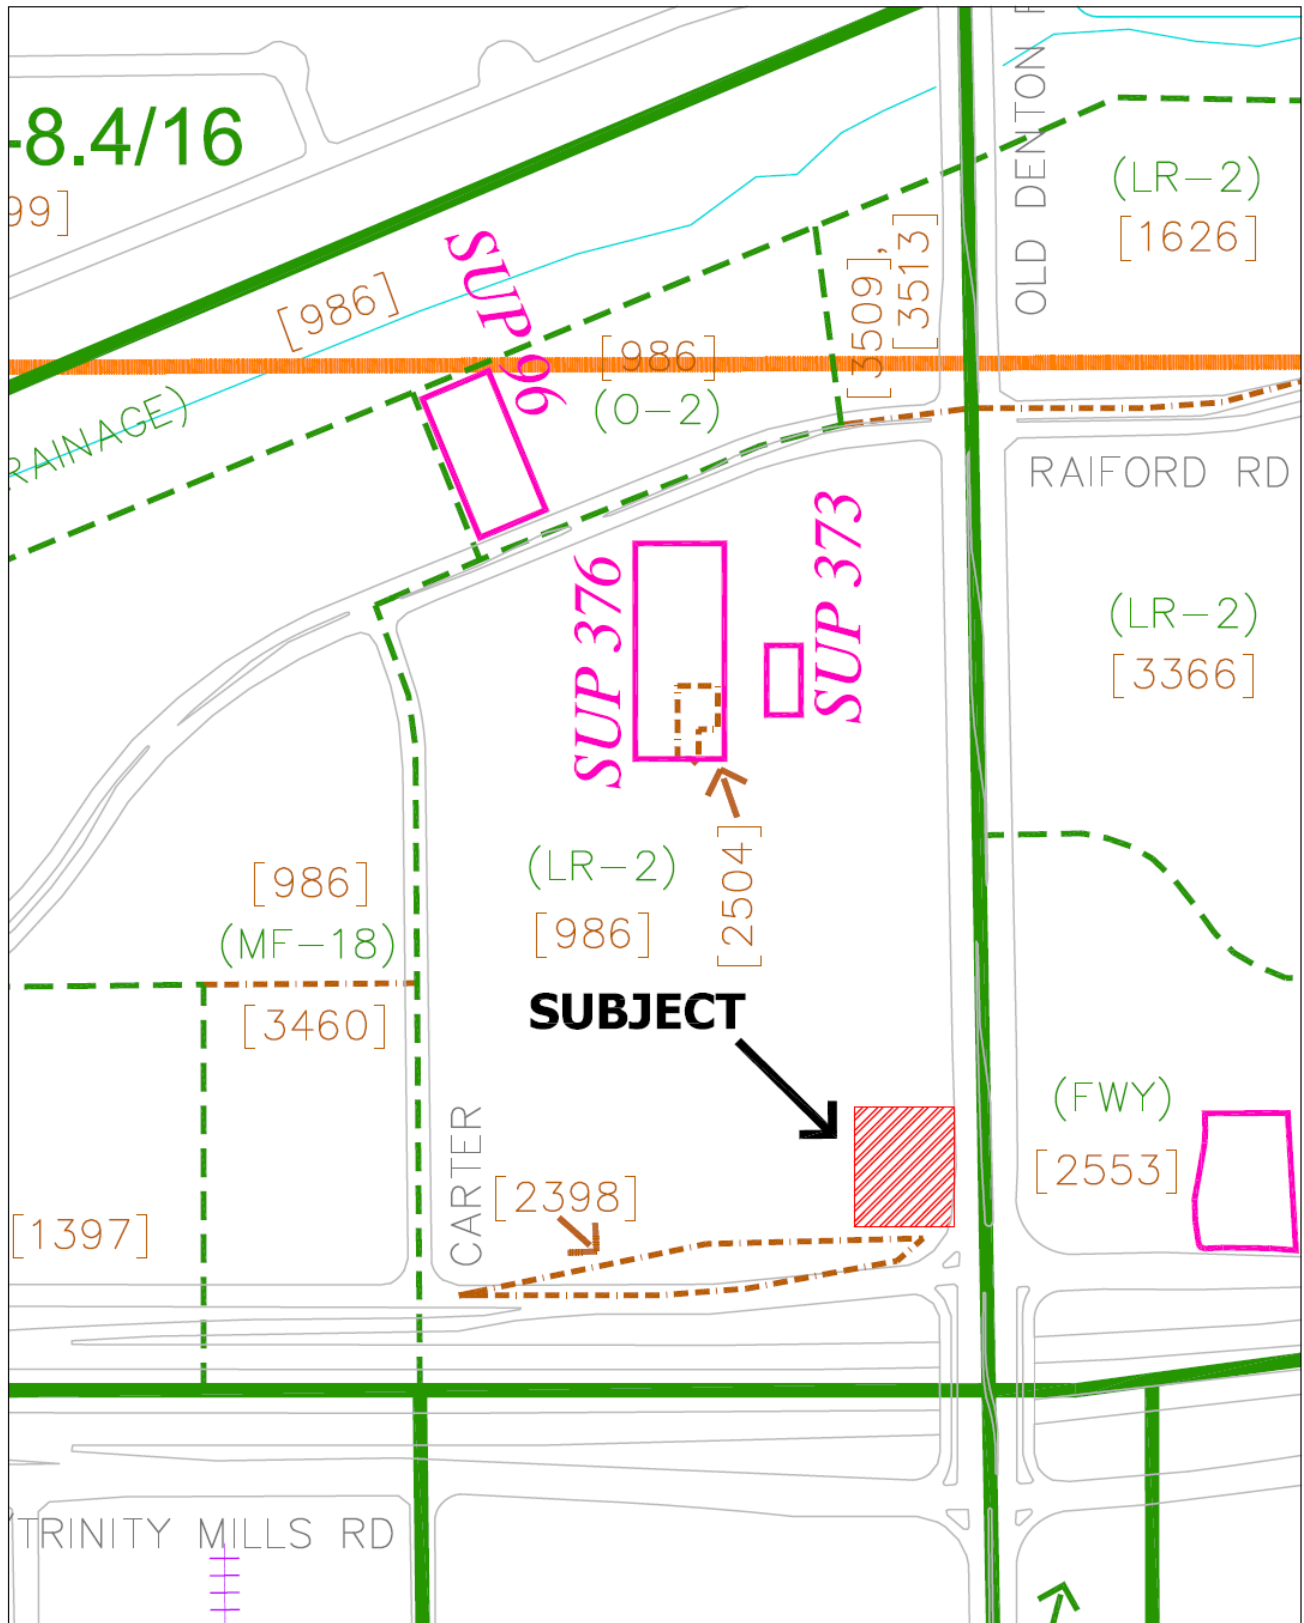 -8.4/16
99]
OLD DENTON R
(LR-2)
[1626]
SUP 96
[986]
[3509],
[3513]
[986]
(O-2)
RAINAGE)
RAIFORD RD
SUP 376
SUP 373
(LR-2)
[3366]
[2504]
(LR-2)
[986]
[986]
(MF-18)
[3460]
SUBJECT
(FWY)
[2553]
CARTER
[2398]
[1397]
TRINITY MILLS RD